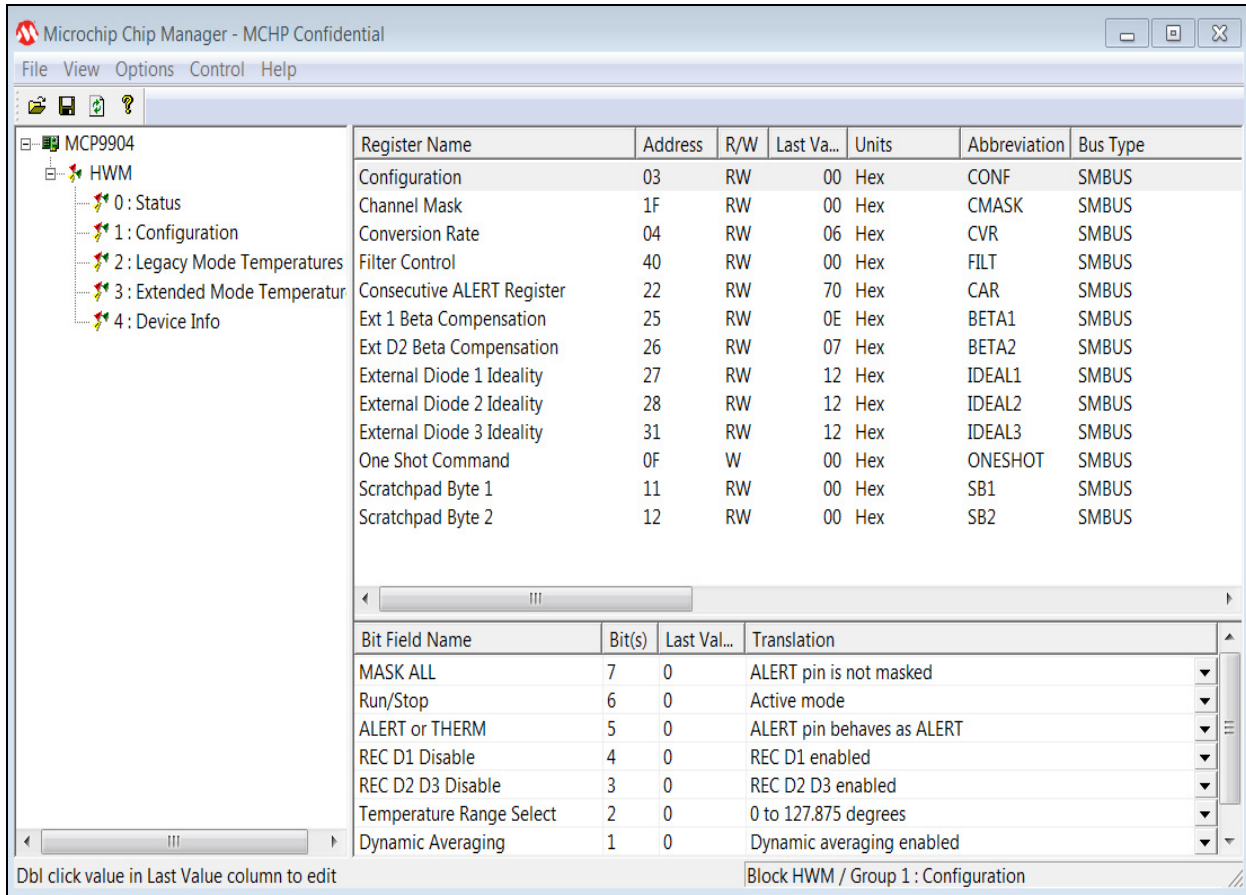 Microchip Chip Manager - MCHP Confidential
File View Options Control Help
MCP9904
HWM
0 : Status
1 : Configuration
2 : Legacy Mode Temperatures
3 : Extended Mode Temperatur
4 : Device Info
Register Name Address R/W Last Va... Units Abbreviation Bus Type
Configuration 03 RW 00 Hex CONF SMBUS
Channel Mask 1F RW 00 Hex CMASK SMBUS
Conversion Rate 04 RW 06 Hex CVR SMBUS
Filter Control 40 RW 00 Hex FILT SMBUS
Consecutive ALERT Register 22 RW 70 Hex CAR SMBUS
Ext 1 Beta Compensation 25 RW 0E Hex BETA1 SMBUS
Ext D2 Beta Compensation 26 RW 07 Hex BETA2 SMBUS
External Diode 1 Ideality 27 RW 12 Hex IDEAL1 SMBUS
External Diode 2 Ideality 28 RW 12 Hex IDEAL2 SMBUS
External Diode 3 Ideality 31 RW 12 Hex IDEAL3 SMBUS
One Shot Command 0F W 00 Hex ONESHOT SMBUS
Scratchpad Byte 1 11 RW 00 Hex SB1 SMBUS
Scratchpad Byte 2 12 RW 00 Hex SB2 SMBUS
Bit Field Name Bit(s) Last Val... Translation
MASK ALL 7 0 ALERT pin is not masked
Run/Stop 6 0 Active mode
ALERT or THERM 5 0 ALERT pin behaves as ALERT
REC D1 Disable 4 0 REC D1 enabled
REC D2 D3 Disable 3 0 REC D2 D3 enabled
Temperature Range Select 2 0 0 to 127.875 degrees
Dynamic Averaging 1 0 Dynamic averaging enabled
Dbl click value in Last Value column to edit
Block HWM / Group 1 : Configuration